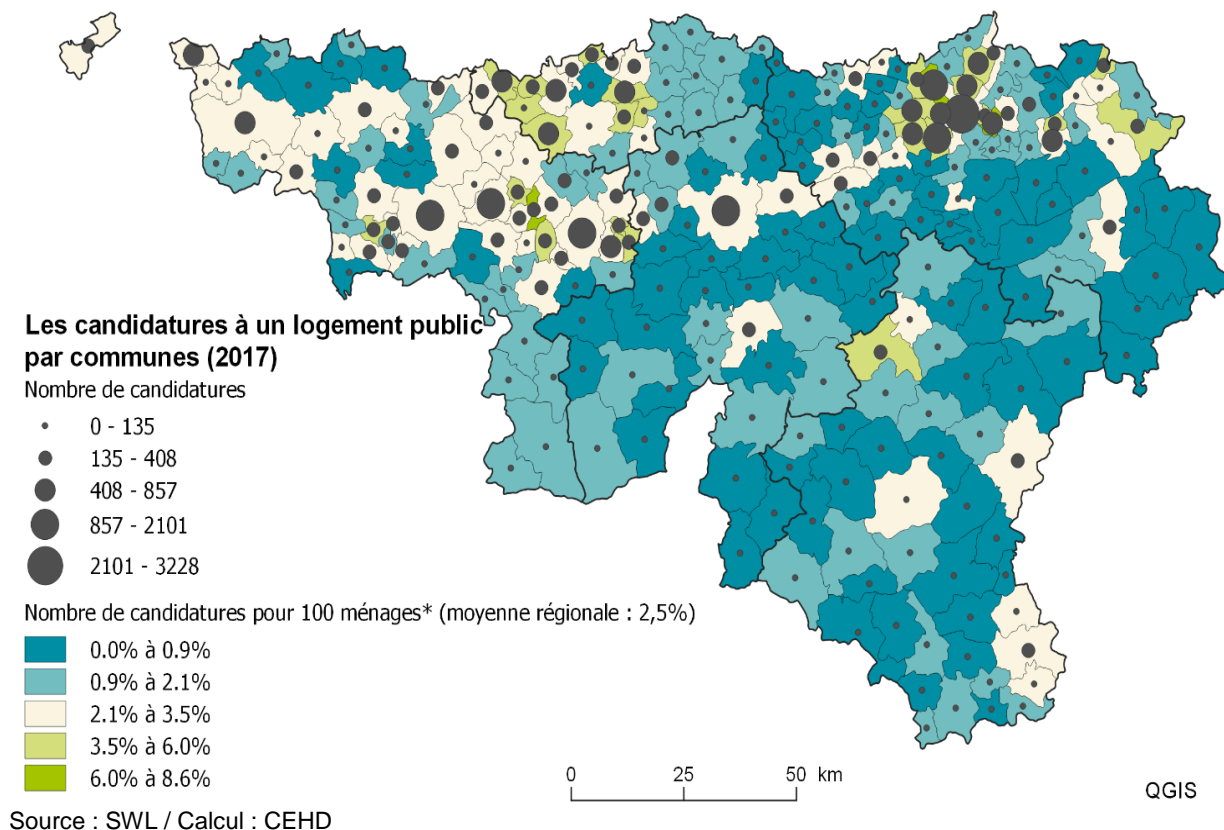 Les candidatures à un logement public
par communes (2017)
Nombre de candidatures
0 - 135
135 - 408
408 - 857
857 - 2101
2101 - 3228
Nombre de candidatures pour 100 ménages* (moyenne régionale : 2,5%)
0.0% à 0.9%
0.9% à 2.1%
2.1% à 3.5%
3.5% à 6.0%
6.0% à 8.6%
0 25 50 km
QGIS
Source : SWL / Calcul : CEHD